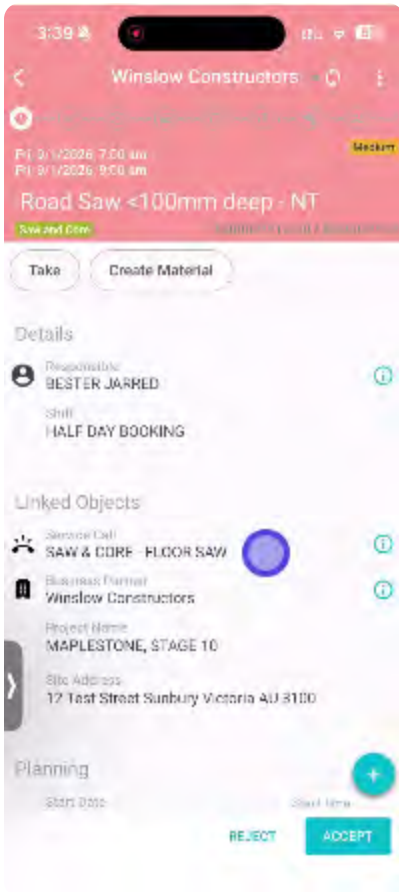 3:39
Winslow Constructors
Fri 9/1/2026 7:00 am
Fri 9/1/2026 9:00 am
Medium
Road Saw <100mm deep - NT
Saw and Core
Take
Create Material
Details
Responsible
BESTER JARRED
Shift
HALF DAY BOOKING
Linked Objects
Service Call
SAW & CORE - FLOOR SAW
Business Partner
Winslow Constructors
Project Name
MAPLESTONE, STAGE 10
Site Address
12 Test Street Sunbury Victoria AU 3100
Planning
Start Date
Start Time
REJECT
ACCEPT